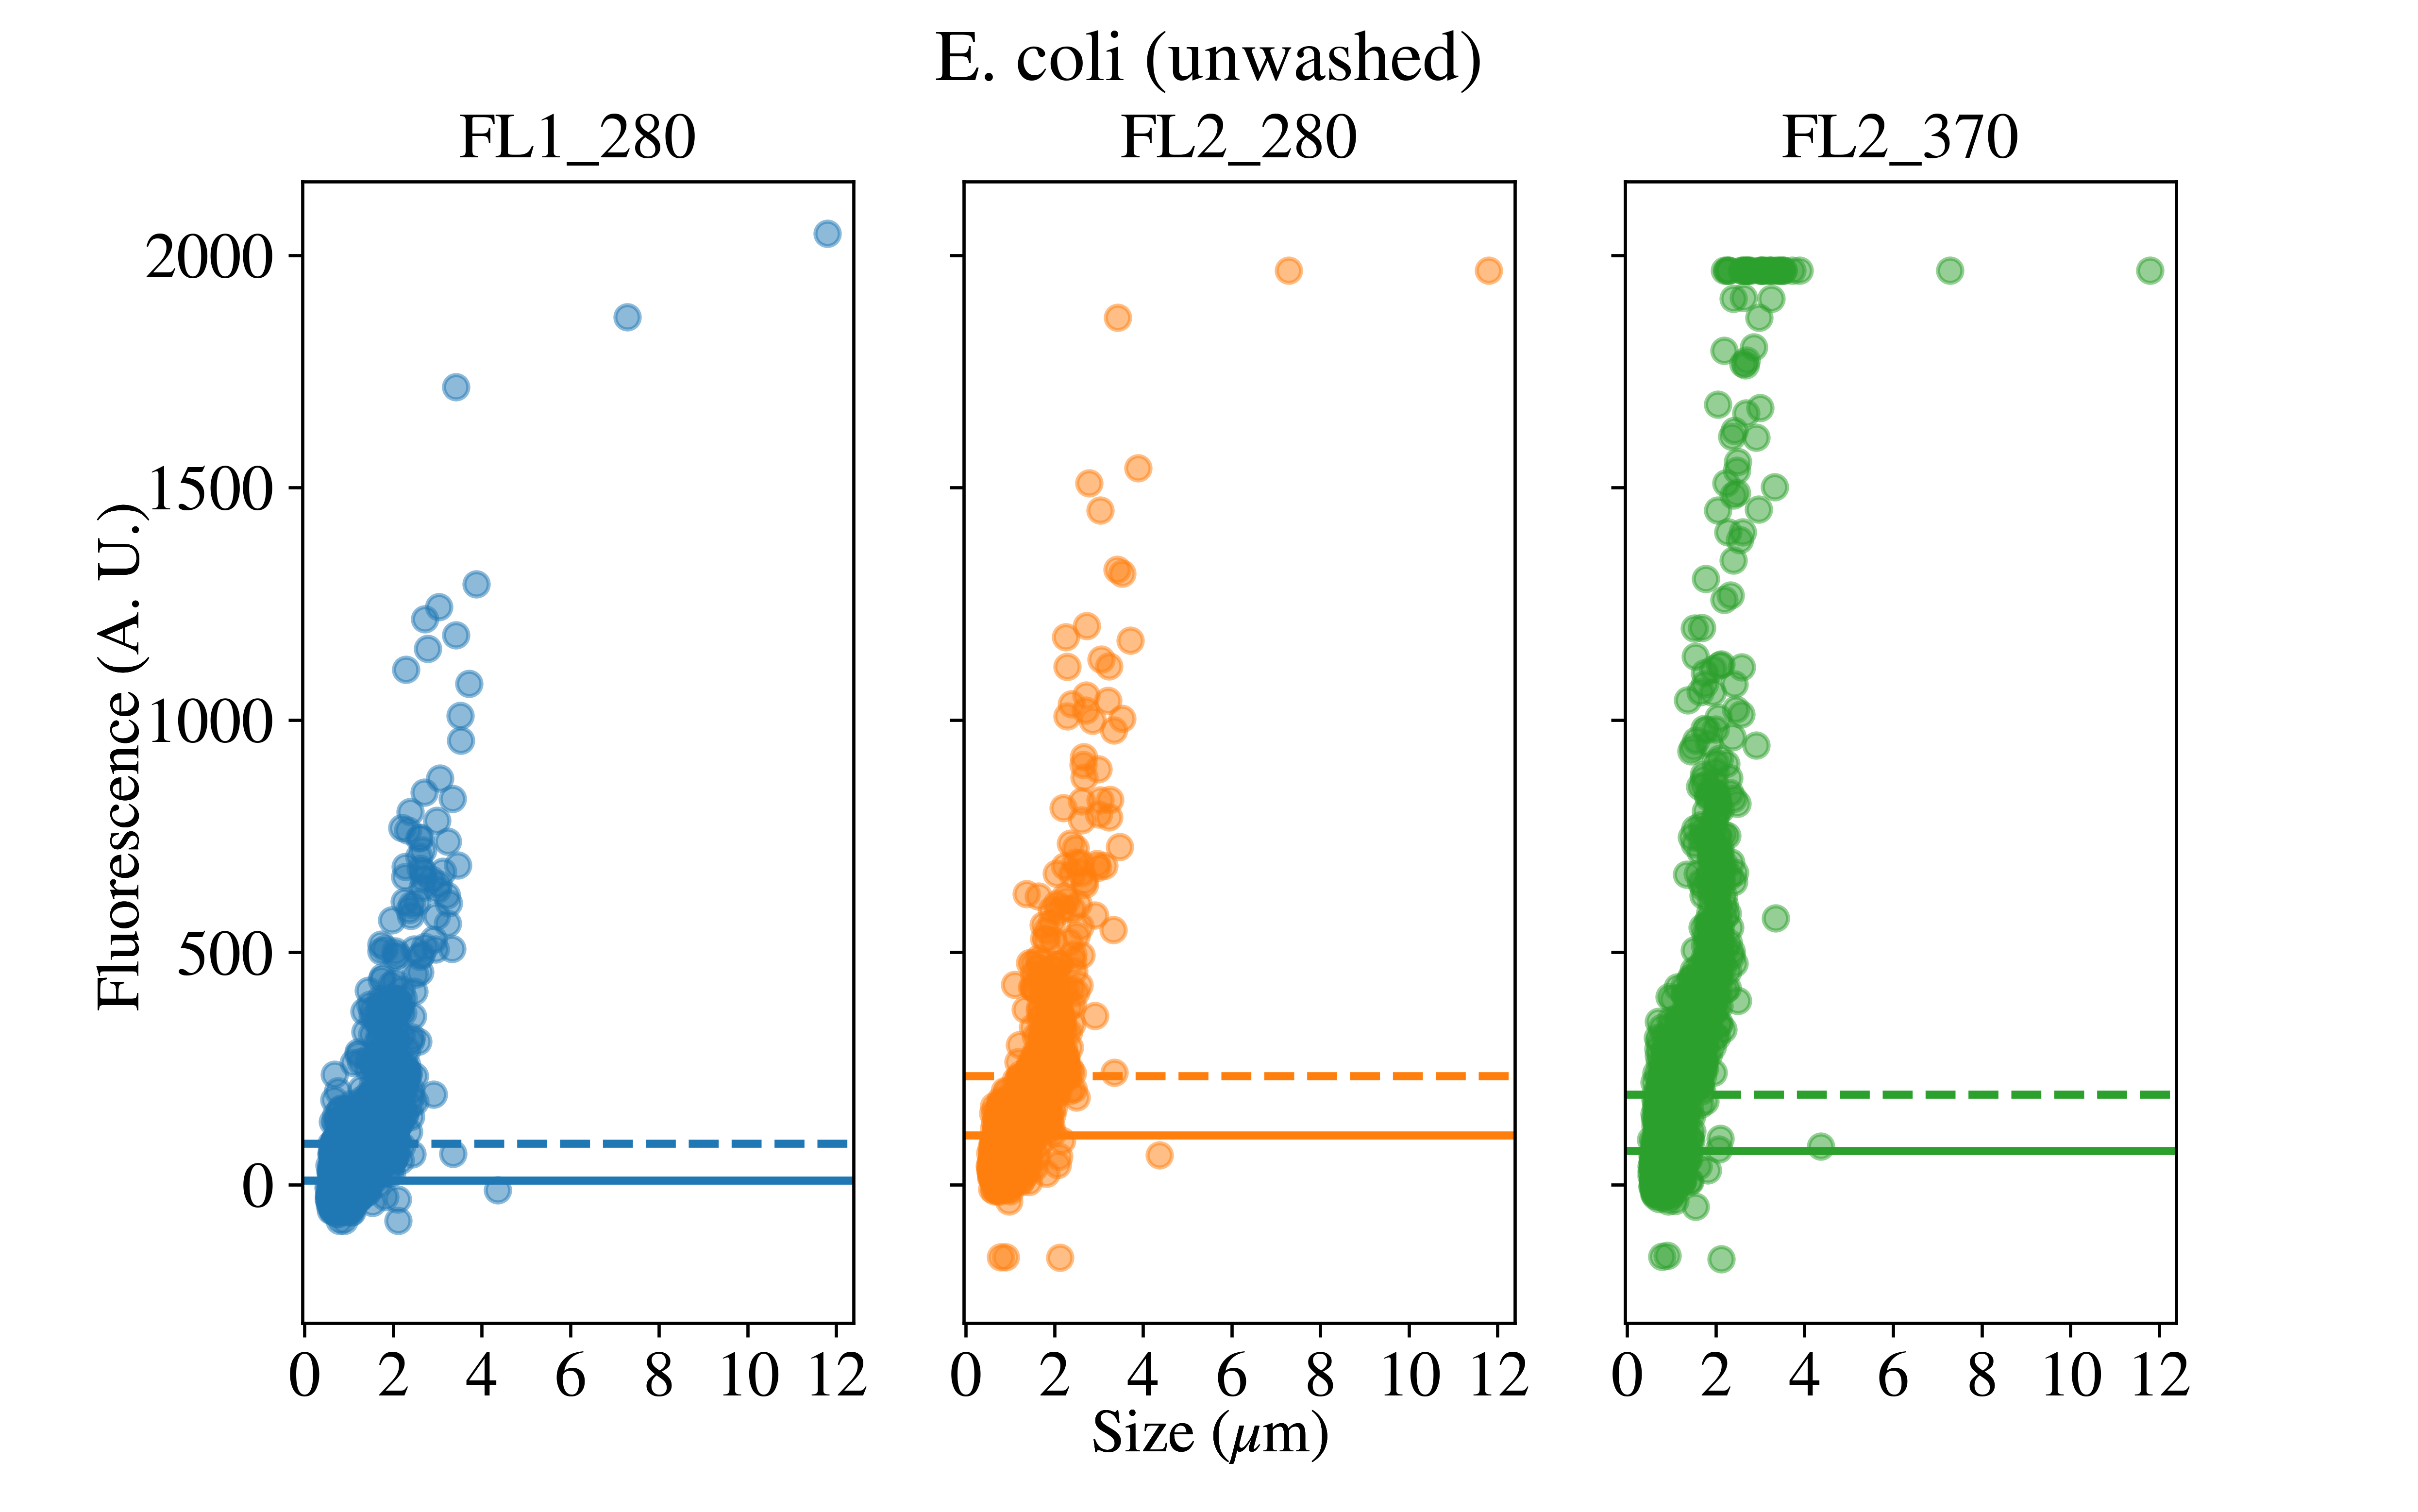 E. coli (unwashed)
FL1_280 FL2_280 FL2_370
Fluorescence (A. U.)
2000
1500
1000
500
0
0 2 4 6 8 10 12 0 2 4 6 8 10 12 0 2 4 6 8 10 12
Size (μm)